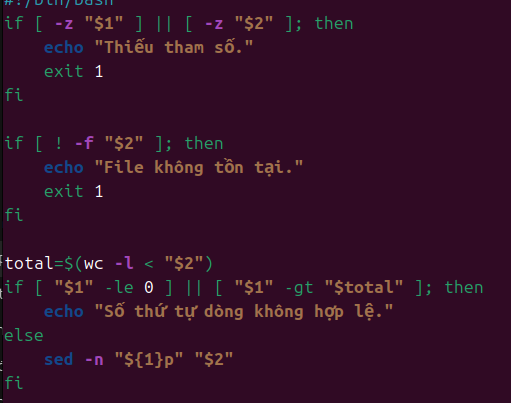 #!/bin/bash
if [ -z "$1" ] || [ -z "$2" ]; then
    echo "Thiếu tham số."
    exit 1
fi

if [ ! -f "$2" ]; then
    echo "File không tồn tại."
    exit 1
fi

total=$(wc -l < "$2")
if [ "$1" -le 0 ] || [ "$1" -gt "$total" ]; then
    echo "Số thứ tự dòng không hợp lệ."
else
    sed -n "${1}p" "$2"
fi